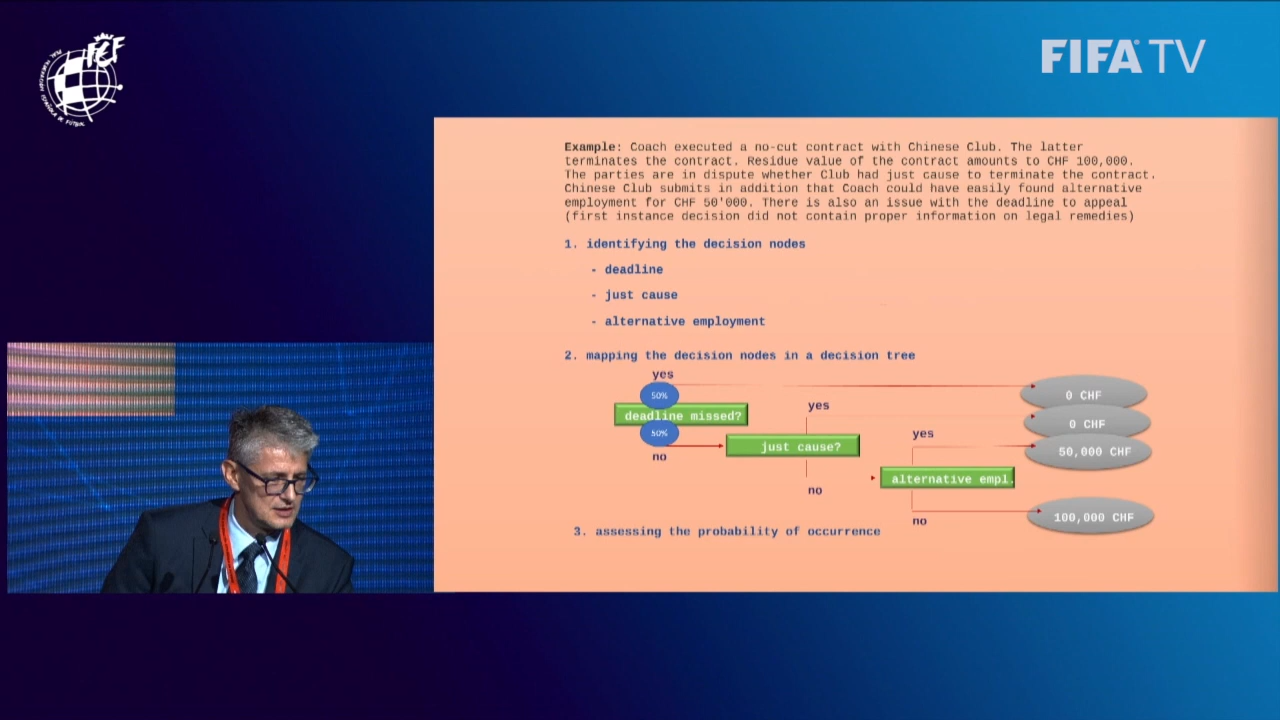 FIFA TV
Example: Coach executed a no-cut contract with Chinese Club. The latter
terminates the contract. Residue value of the contract amounts to CHF 100,000.
The parties are in dispute whether Club had just cause to terminate the contract.
Chinese Club submits in addition that Coach could have easily found alternative
employment for CHF 50'000. There is also an issue with the deadline to appeal
(first instance decision did not contain proper information on legal remedies)
1. identifying the decision nodes
- deadline
- just cause
- alternative employment
2. mapping the decision nodes in a decision tree
yes
50%
0 CHF
deadline missed?
yes
0 CHF
50%
no
just cause?
yes
50,000 CHF
no
alternative empl.
no
100,000 CHF
3. assessing the probability of occurrence